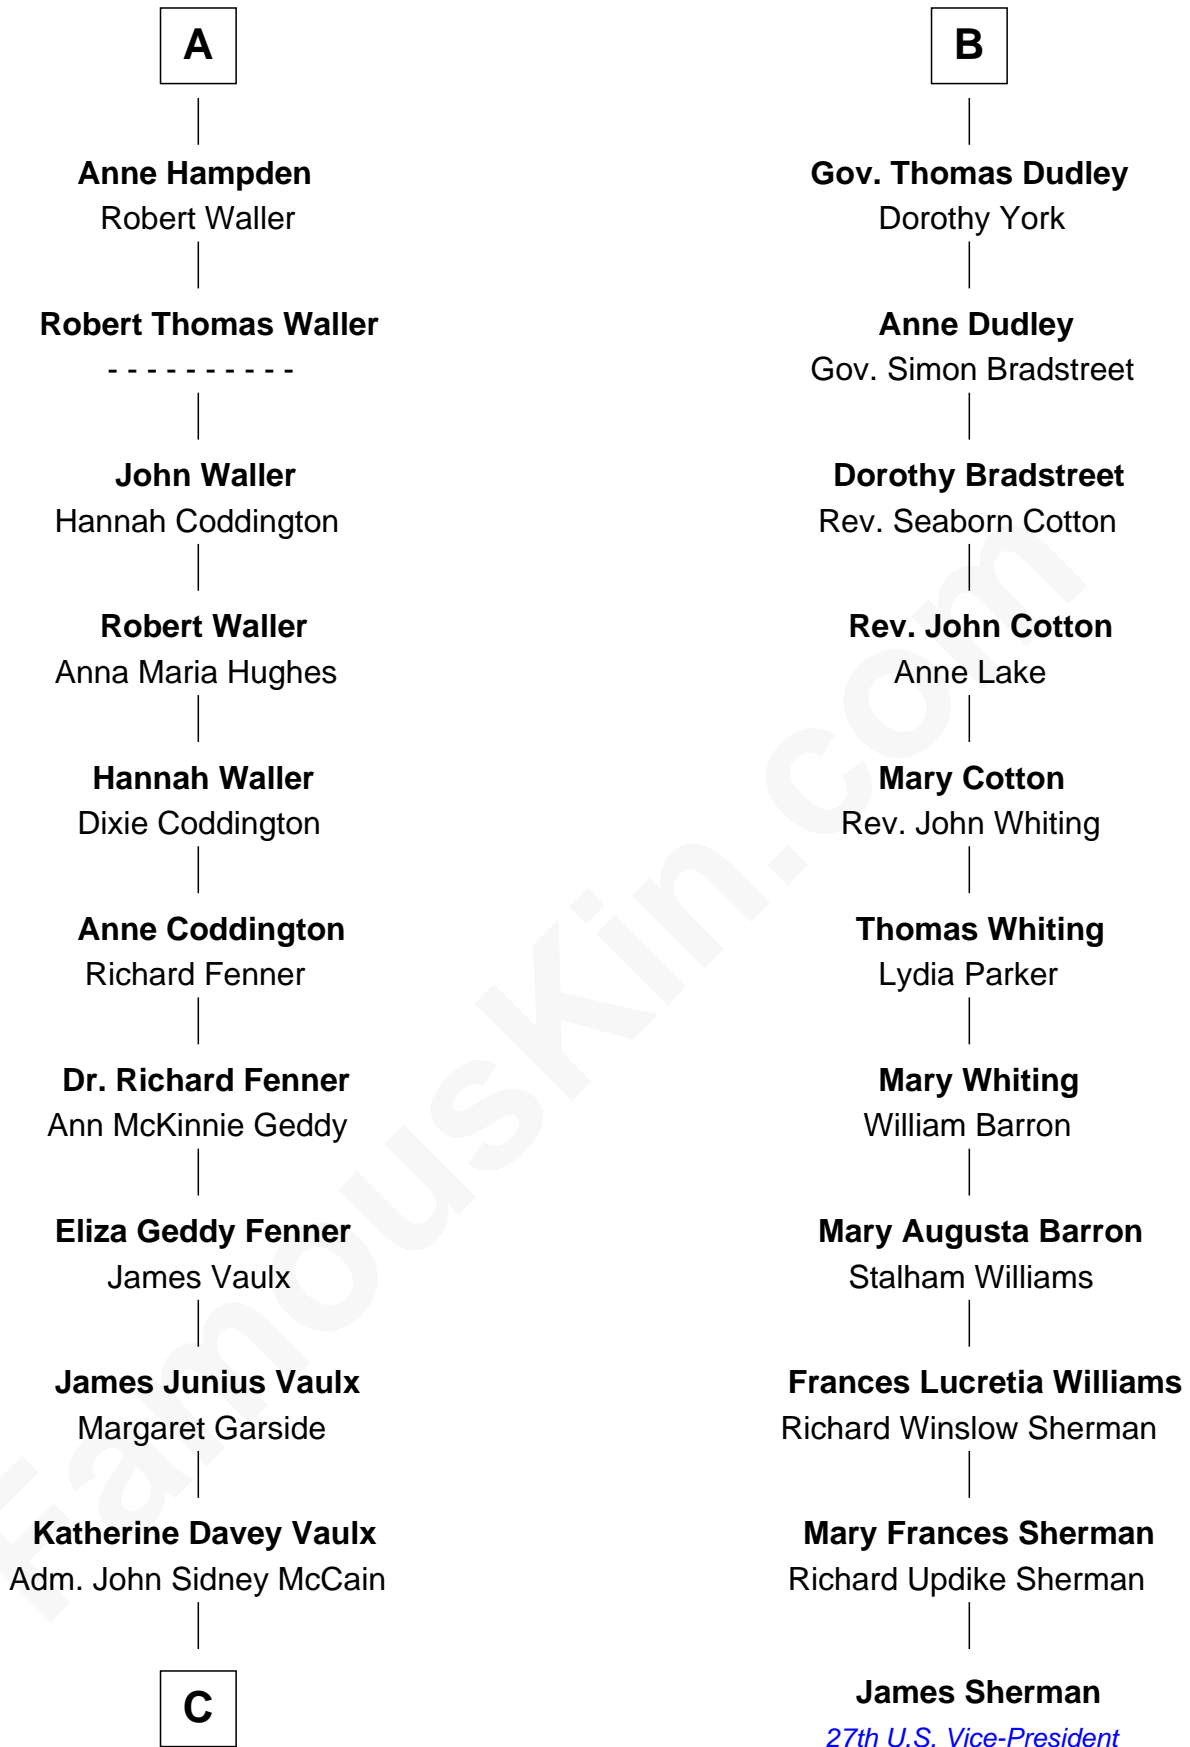 A
Anne Hampden
Robert Waller
Robert Thomas Waller
- - - - - - - - - -
John Waller
Hannah Coddington
Robert Waller
Anna Maria Hughes
Hannah Waller
Dixie Coddington
Anne Coddington
Richard Fenner
Dr. Richard Fenner
Ann McKinnie Geddy
Eliza Geddy Fenner
James Vaulx
James Junius Vaulx
Margaret Garside
Katherine Davey Vaulx
Adm. John Sidney McCain
C
B
Gov. Thomas Dudley
Dorothy York
Anne Dudley
Gov. Simon Bradstreet
Dorothy Bradstreet
Rev. Seaborn Cotton
Rev. John Cotton
Anne Lake
Mary Cotton
Rev. John Whiting
Thomas Whiting
Lydia Parker
Mary Whiting
William Barron
Mary Augusta Barron
Stalham Williams
Frances Lucretia Williams
Richard Winslow Sherman
Mary Frances Sherman
Richard Updike Sherman
James Sherman
27th U.S. Vice-President
FamousKin.com